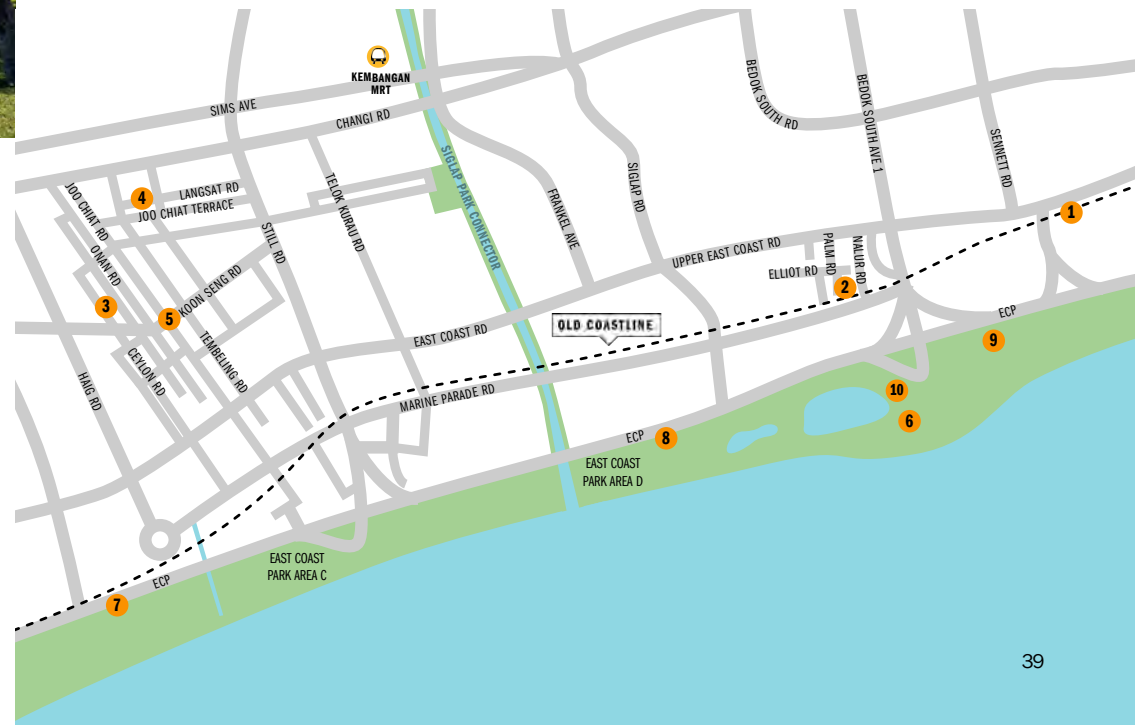 KEMBANGAN
MRT
SIMS AVE
CHANGI RD
BEDOK SOUTH RD
BEDOK SOUTH AVE 1
SENNETT RD
SIGLAP PARK CONNECTOR
SIGLAP RD
FRANKEL AVE
TELOK KURAU RD
4
LANGSAT RD
JOO CHIAT TERRACE
JOO CHIAT RD
ONAN RD
STILL RD
1
UPPER EAST COAST RD
PALM RD
NALUR RD
ELLIOT RD
2
KOON SENG RD
3
5
TEMBELING RD
CEYLON RD
HAIG RD
EAST COAST RD
OLD COASTLINE
MARINE PARADE RD
ECP
9
10
6
ECP
8
EAST COAST
PARK AREA D
EAST COAST
PARK AREA C
ECP
7
39